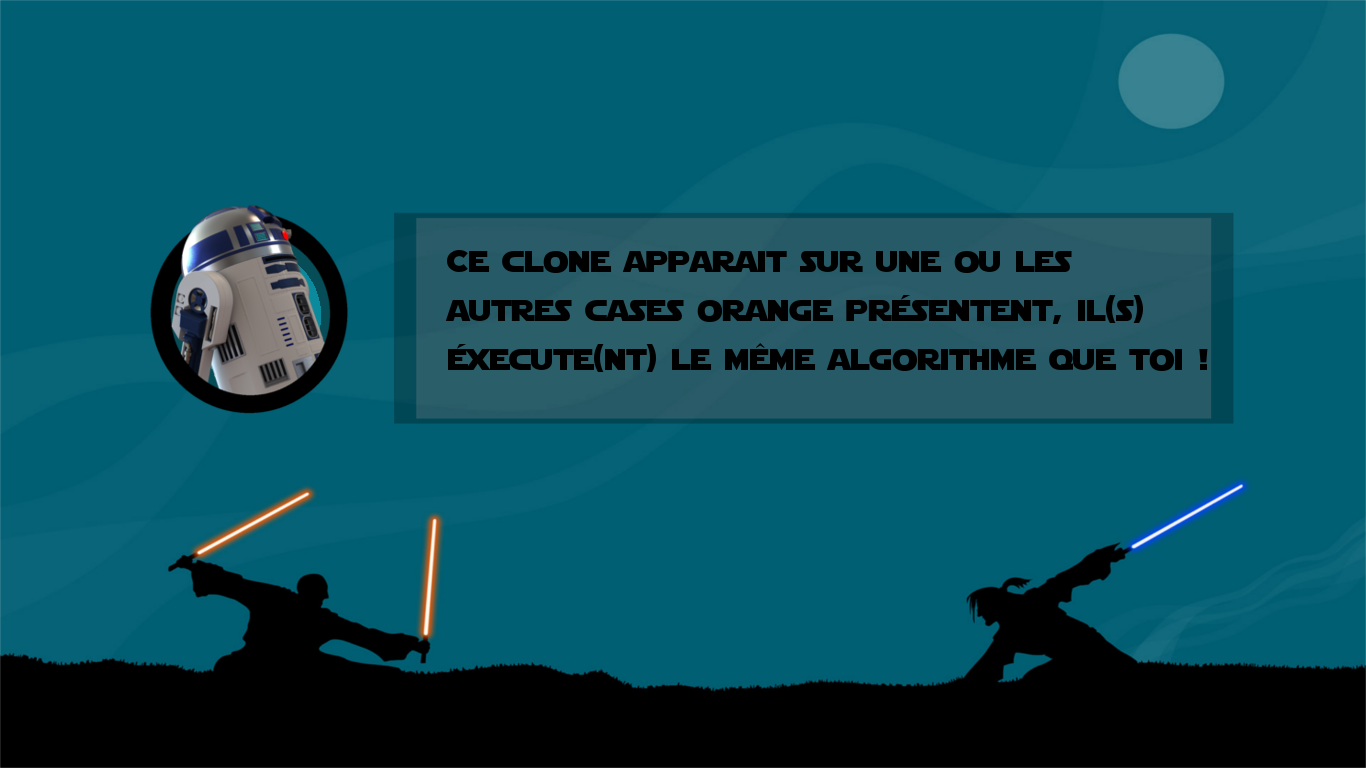 CE CLONE APPARAIT SUR UNE OU LES
AUTRES CASES ORANGE PRÉSENTENT, IL(S)
ÉXECUTE(NT) LE MÊME ALGORITHME QUE TOI !